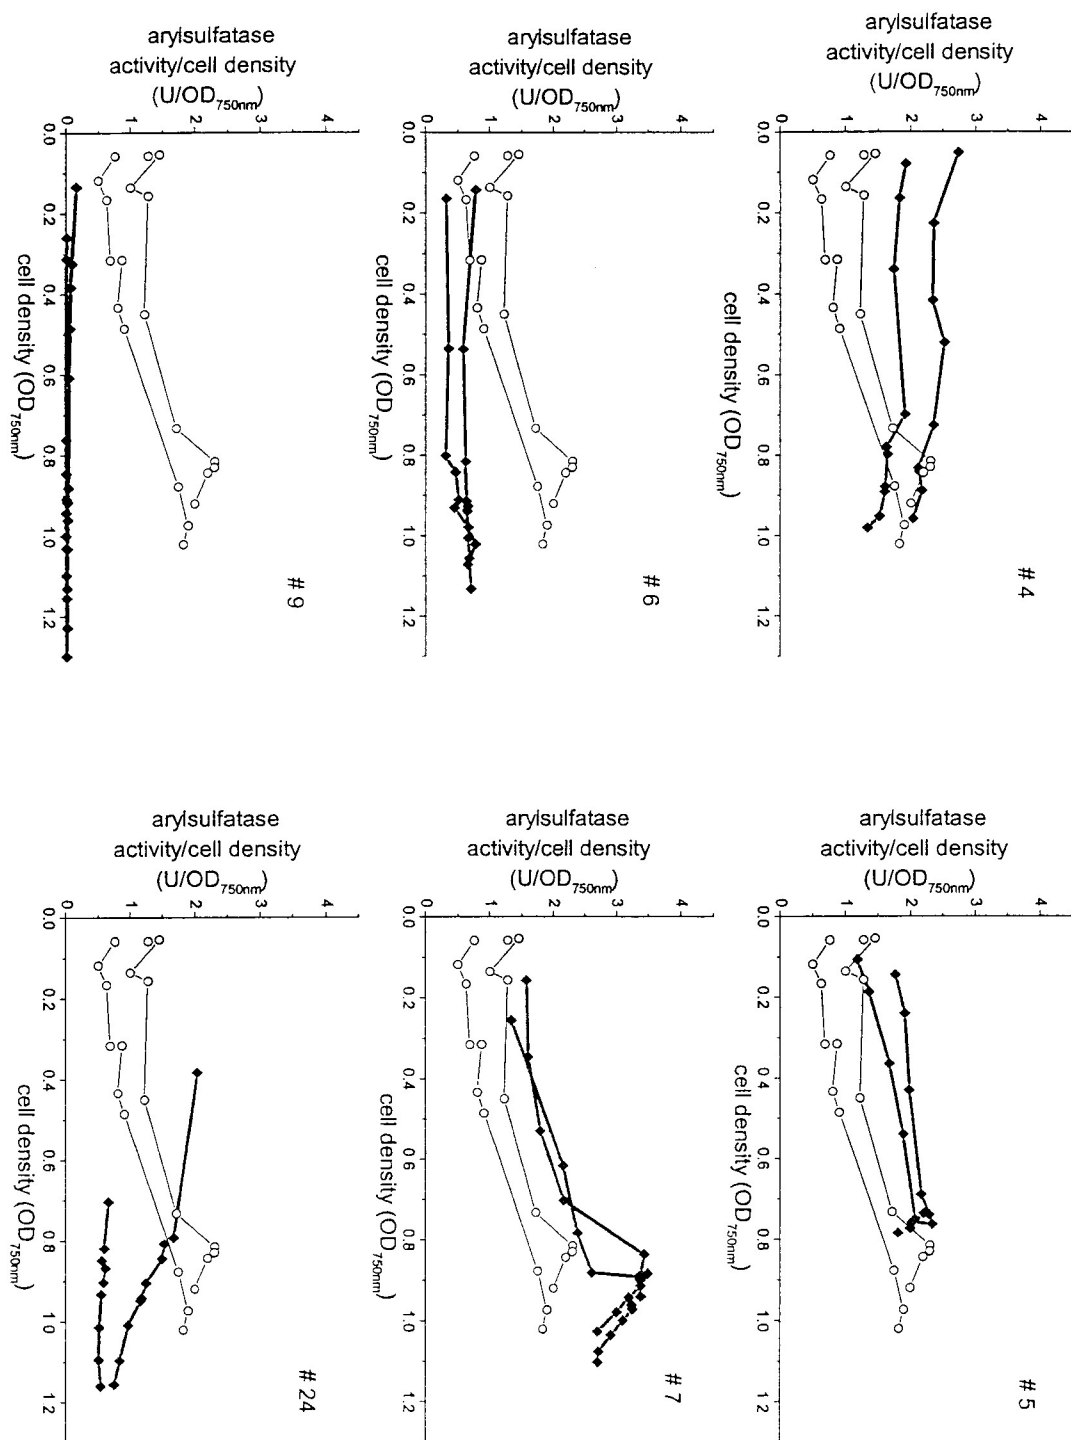 arylsulfatase
activity/cell density
(U/OD750nm)
4
3
2
1
0
# 4
0.0 0.2 0.4 0.6 0.8 1.0 1.2
cell density (OD750nm)
arylsulfatase
activity/cell density
(U/OD750nm)
4
3
2
1
0
# 5
0.0 0.2 0.4 0.6 0.8 1.0 1.2
cell density (OD750nm)
arylsulfatase
activity/cell density
(U/OD750nm)
4
3
2
1
0
# 6
0.0 0.2 0.4 0.6 0.8 1.0 1.2
cell density (OD750nm)
arylsulfatase
activity/cell density
(U/OD750nm)
4
3
2
1
0
# 7
0.0 0.2 0.4 0.6 0.8 1.0 1.2
cell density (OD750nm)
arylsulfatase
activity/cell density
(U/OD750nm)
4
3
2
1
0
# 9
0.0 0.2 0.4 0.6 0.8 1.0 1.2
cell density (OD750nm)
arylsulfatase
activity/cell density
(U/OD750nm)
4
3
2
1
0
# 24
0.0 0.2 0.4 0.6 0.8 1.0 1.2
cell density (OD750nm)